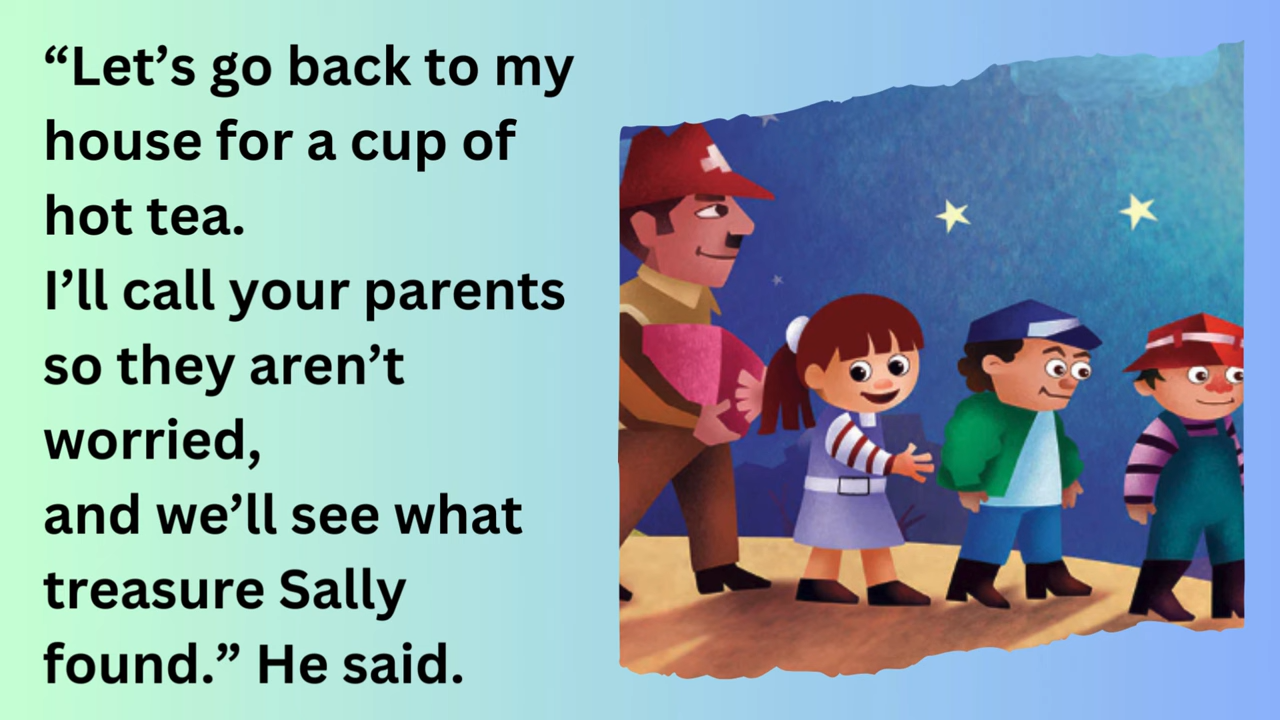 “Let’s go back to my
house for a cup of
hot tea.
I’ll call your parents
so they aren’t
worried,
and we’ll see what
treasure Sally
found.” He said.